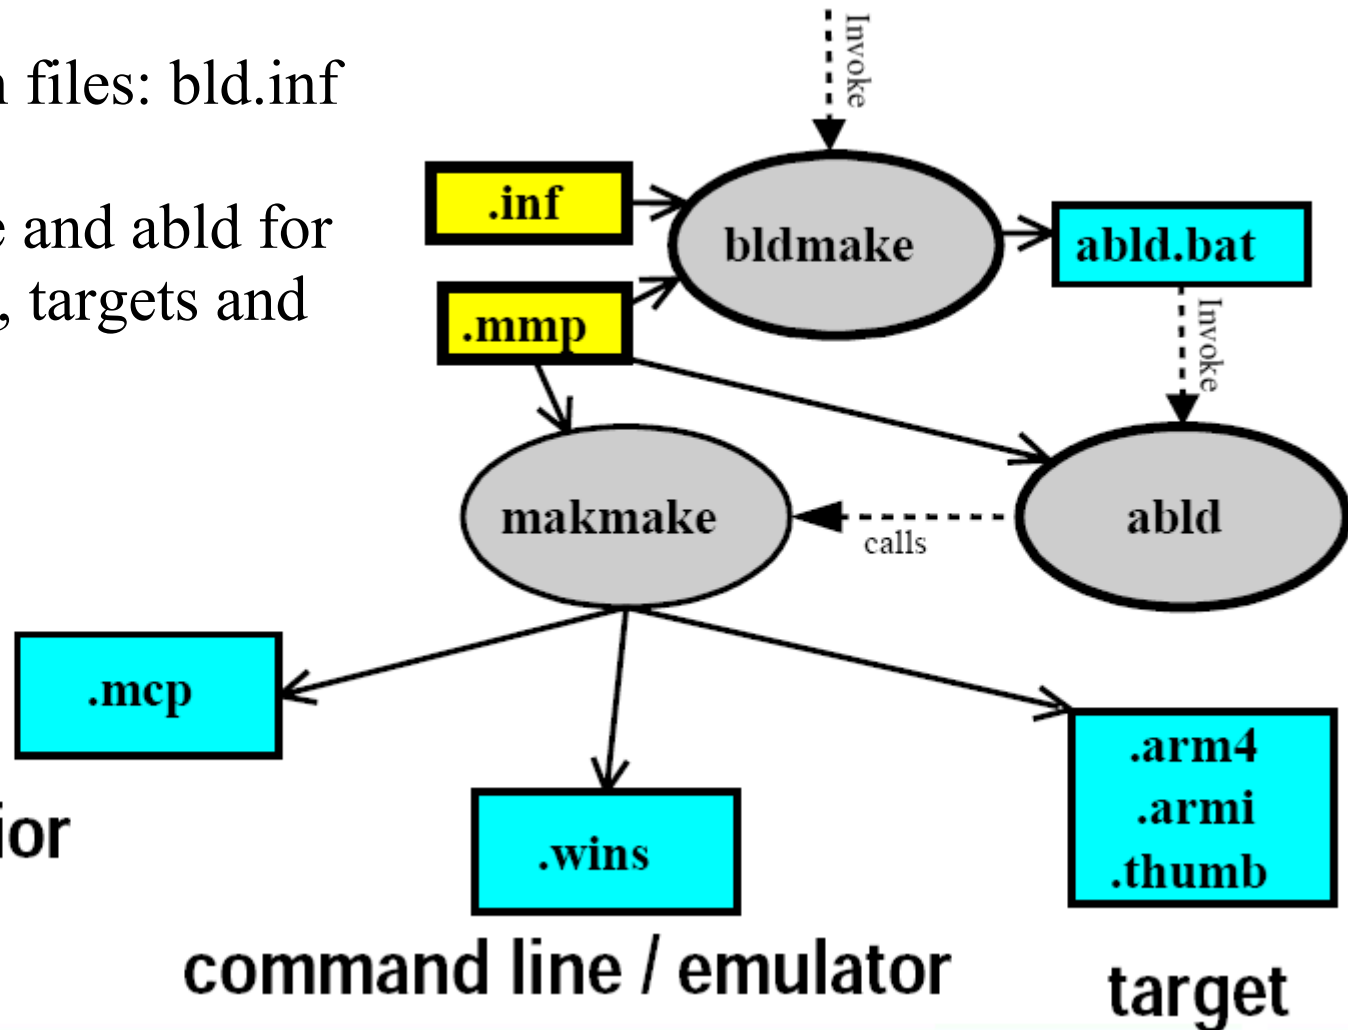 files: bld.inf
and abld for
, targets and
Invoke
.inf
bldmake
abld.bat
.mmp
Invoke
makmake
calls
abld
.mcp
.wins
.arm4
.armi
.thumb
command line / emulator
target